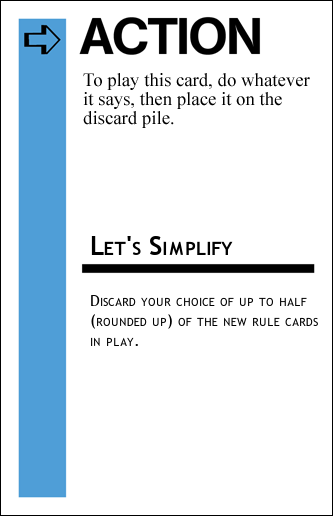 ACTION
To play this card, do whatever
it says, then place it on the
discard pile.
Let's Simplify
Discard your choice of up to half
(rounded up) of the new rule cards
in play.